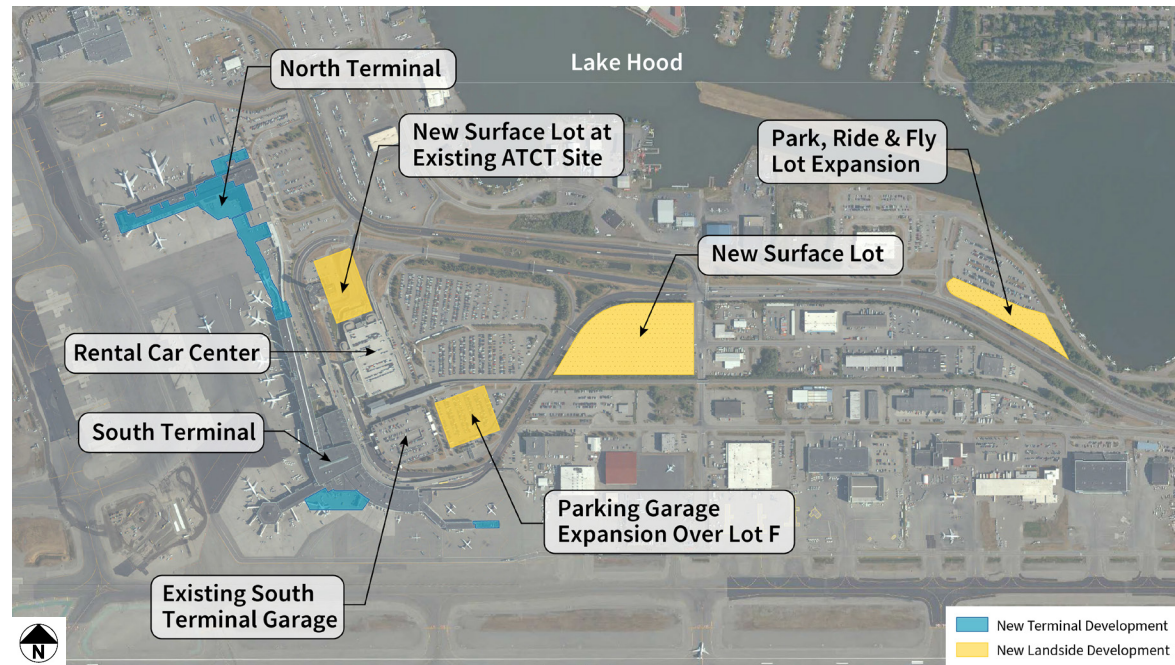 Lake Hood
North Terminal
New Surface Lot at
Existing ATCT Site
Park, Ride & Fly
Lot Expansion
New Surface Lot
Rental Car Center
South Terminal
Parking Garage
Expansion Over Lot F
Existing South
Terminal Garage
N
New Terminal Development
New Landside Development